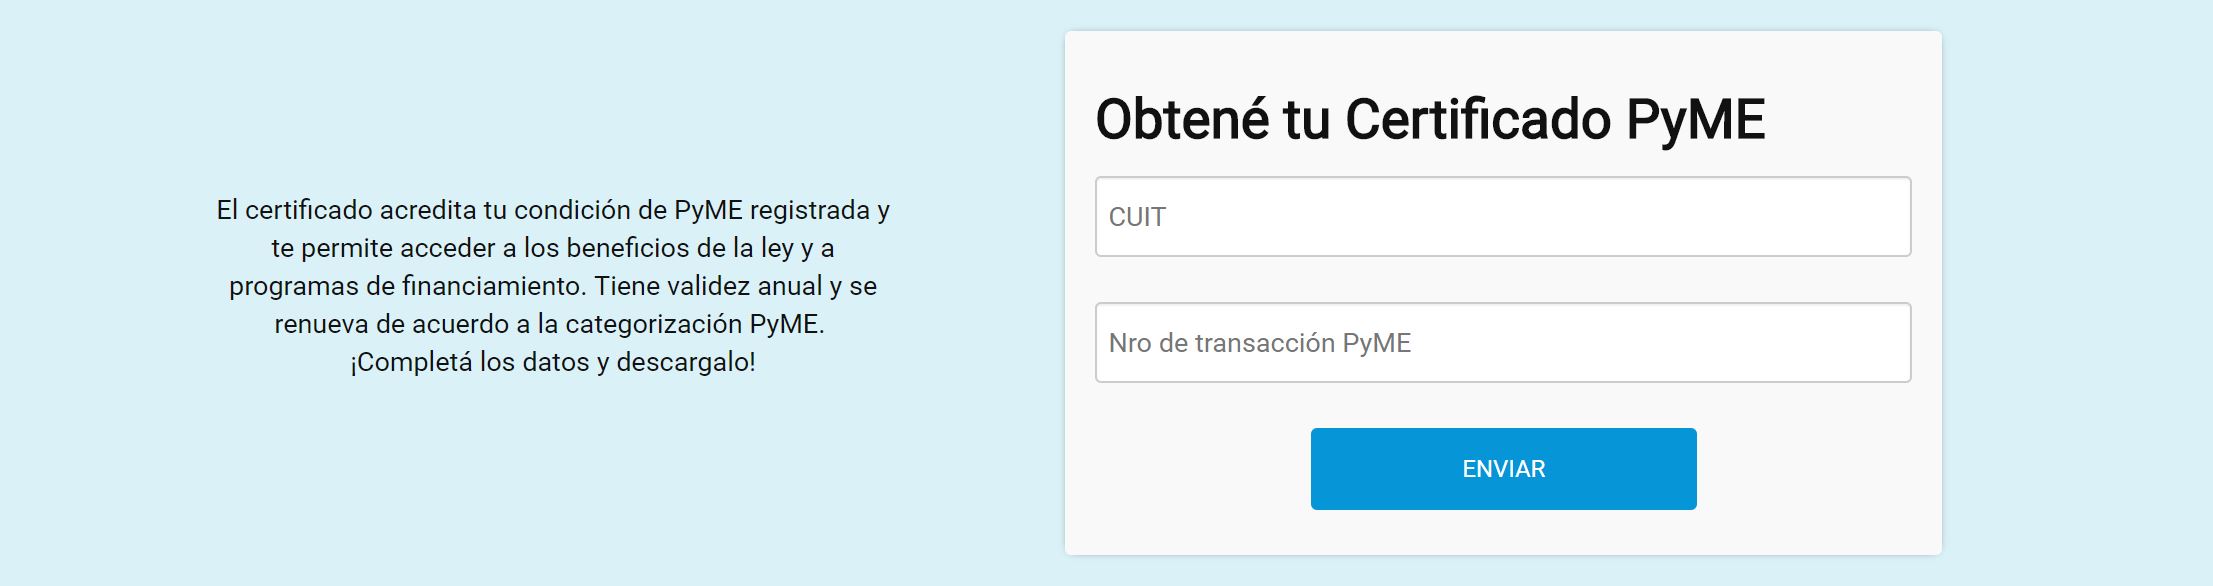 El certificado acredita tu condición de PyME registrada y
te permite acceder a los beneficios de la ley y a
programas de financiamiento. Tiene validez anual y se
renueva de acuerdo a la categorización PyME.
¡Completá los datos y descargalo!
Obtené tu Certificado PyME
CUIT
Nro de transacción PyME
ENVIAR